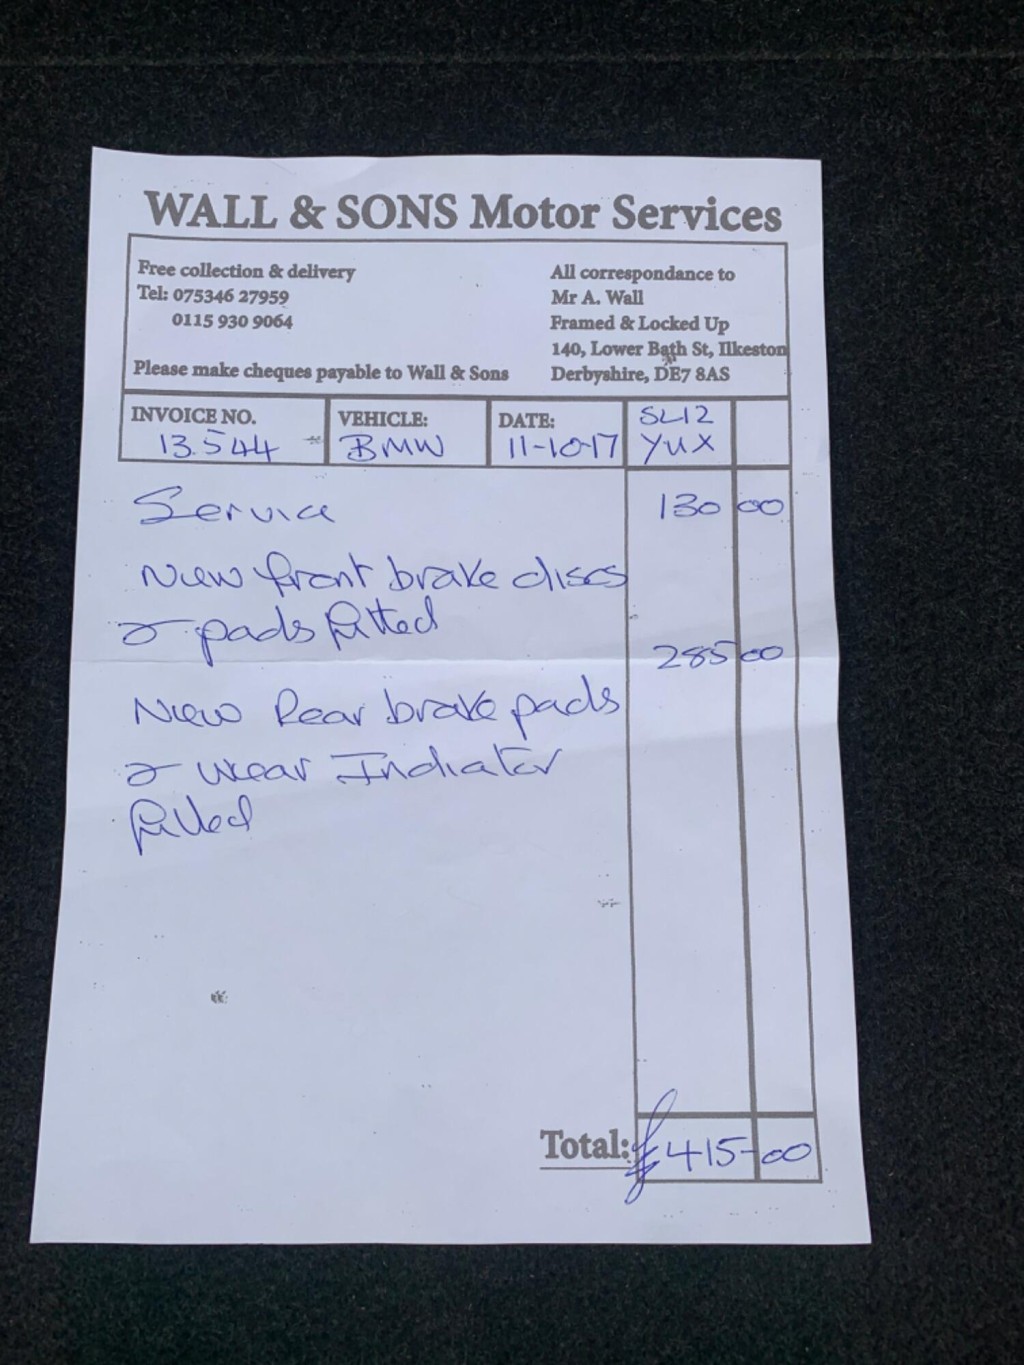 WALL & SONS Motor Services
Free collection & delivery
Tel: 075346 27959
0115 930 9064
Please make cheques payable to Wall & Sons
All correspondance to
Mr A. Wall
Framed & Locked Up
140, Lower Bath St, Ilkeston
Derbyshire, DE7 8AS
INVOICE NO.
13544
VEHICLE:
BMW
DATE:
11-10-17
SL12
YUX
Service 130 00
New front brake discs
& pads fitted
285 00
New Rear brake pads
& wear Indiator
fitted
Total: £415-00